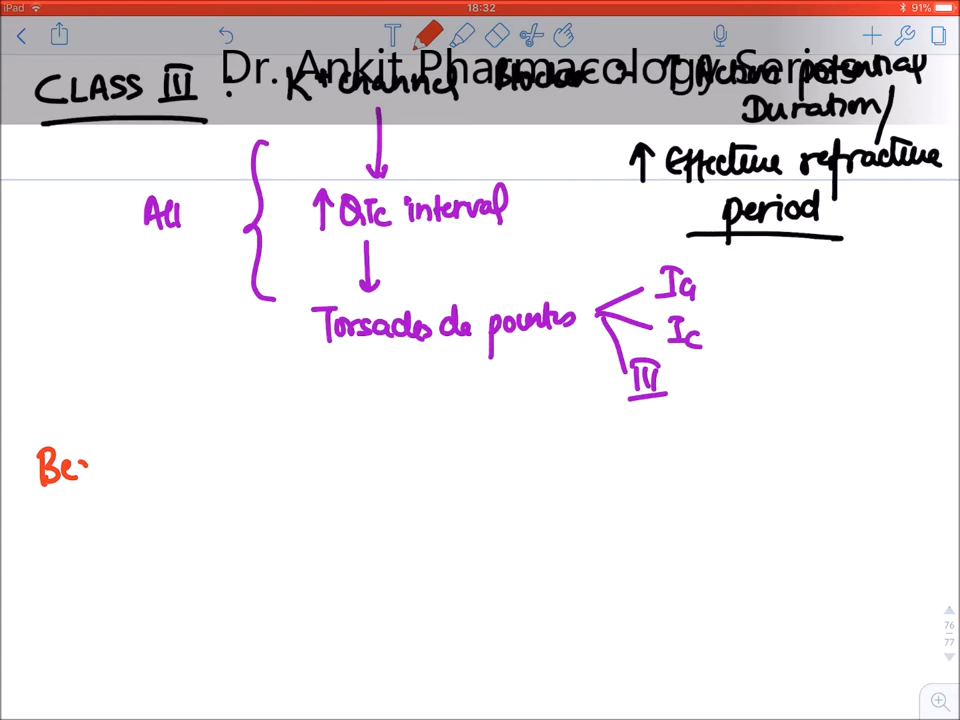 iPad 18:32 91%
Dr. Ankit Pharmacology Series
CLASS III : K+ channel Blocker - ↑ Action potential
Duration
↑ Effective refractive
period
All ↑ QTc interval
Torsades de pointes
Ia
Ic
III
Be
76
77